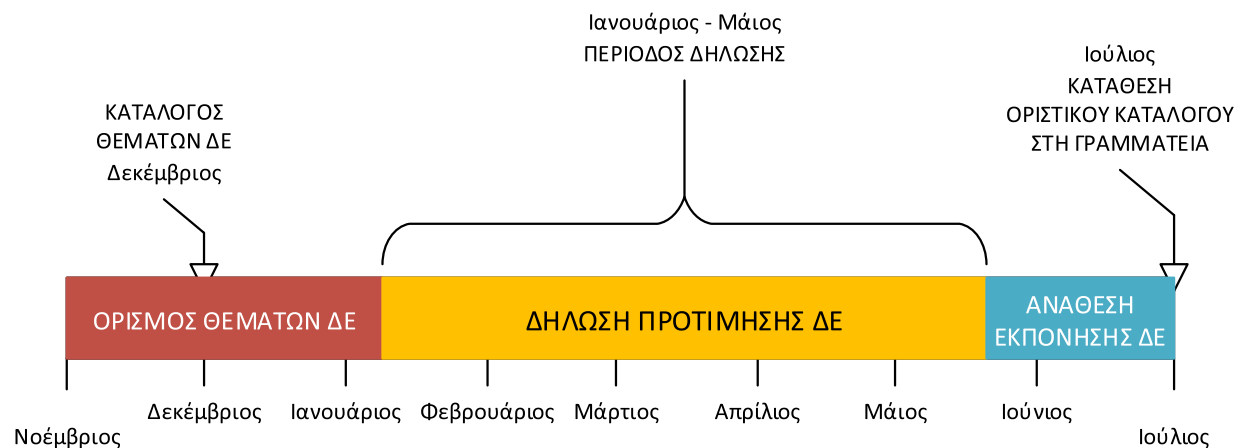 Ιανουάριος - Μάιος
ΠΕΡΙΟΔΟΣ ΔΗΛΩΣΗΣ
Ιούλιος
ΚΑΤΑΘΕΣΗ
ΟΡΙΣΤΙΚΟΥ ΚΑΤΑΛΟΓΟΥ
ΣΤΗ ΓΡΑΜΜΑΤΕΙΑ
ΚΑΤΑΛΟΓΟΣ
ΘΕΜΑΤΩΝ ΔΕ
Δεκέμβριος
ΟΡΙΣΜΟΣ ΘΕΜΑΤΩΝ ΔΕ
ΔΗΛΩΣΗ ΠΡΟΤΙΜΗΣΗΣ ΔΕ
ΑΝΑΘΕΣΗ
ΕΚΠΟΝΗΣΗΣ ΔΕ
Νοέμβριος
Δεκέμβριος
Ιανουάριος
Φεβρουάριος
Μάρτιος
Απρίλιος
Μάιος
Ιούνιος
Ιούλιος